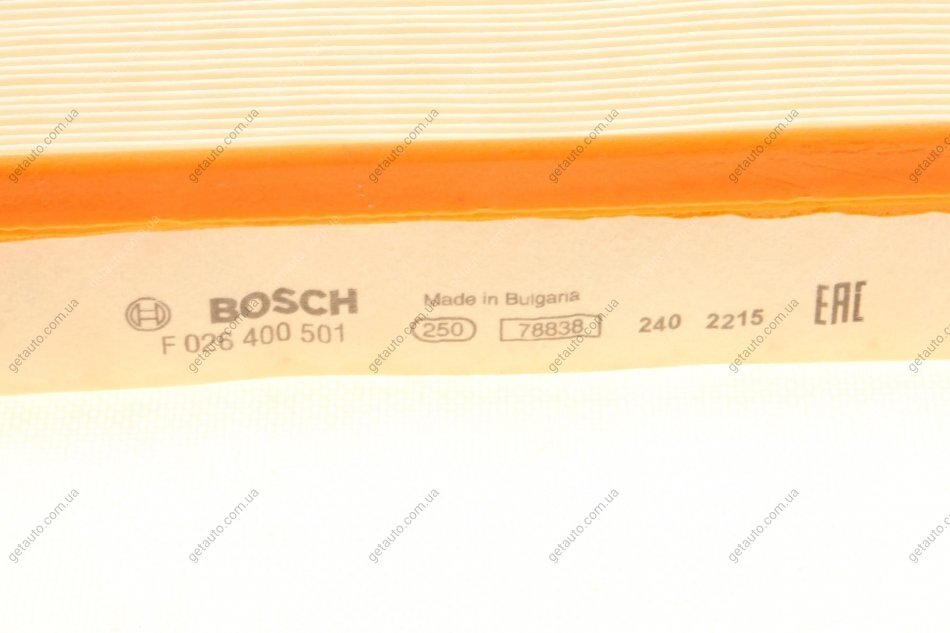 BOSCH
F 026 400 501
Made in Bulgaria
250 78838 240 2215 EAC
getauto.com.ua